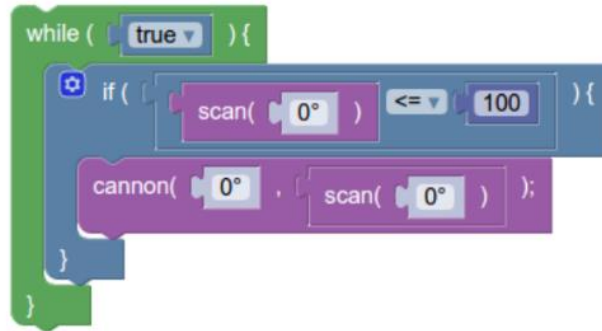 while ( true ) {
if ( scan( 0° ) <= 100 ) {
cannon( 0° , scan( 0° ) );
}
}